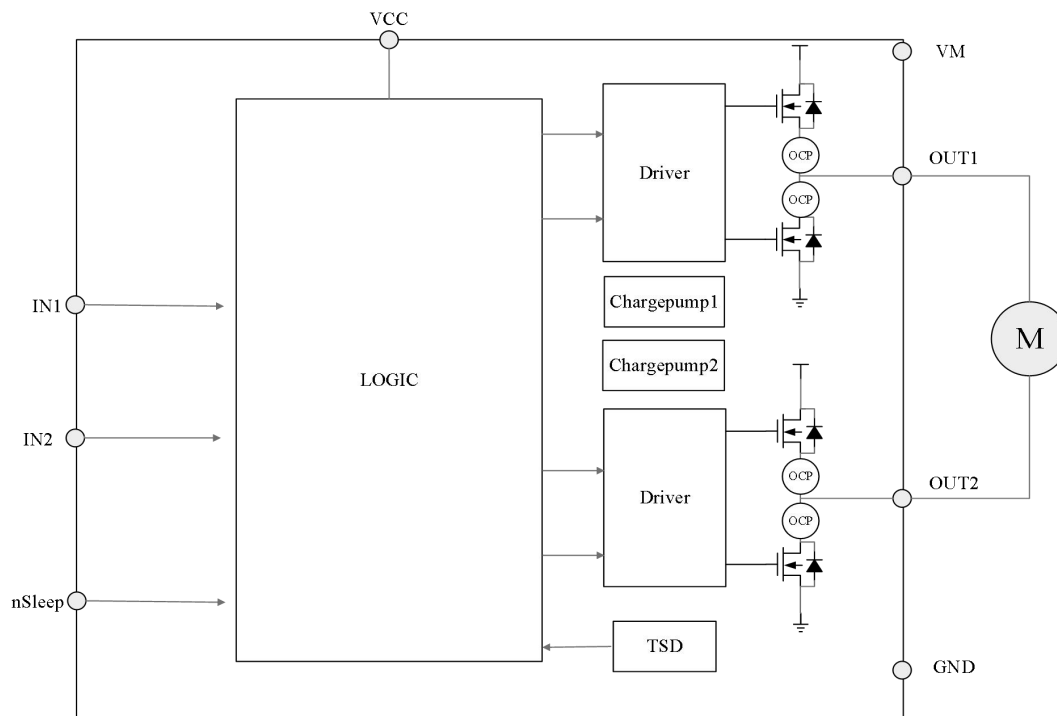 VCC
VM
OCP
OUT1
Driver
OCP
IN1
Chargepump1
M
Chargepump2
LOGIC
IN2
OCP
OUT2
Driver
OCP
nSleep
TSD
GND